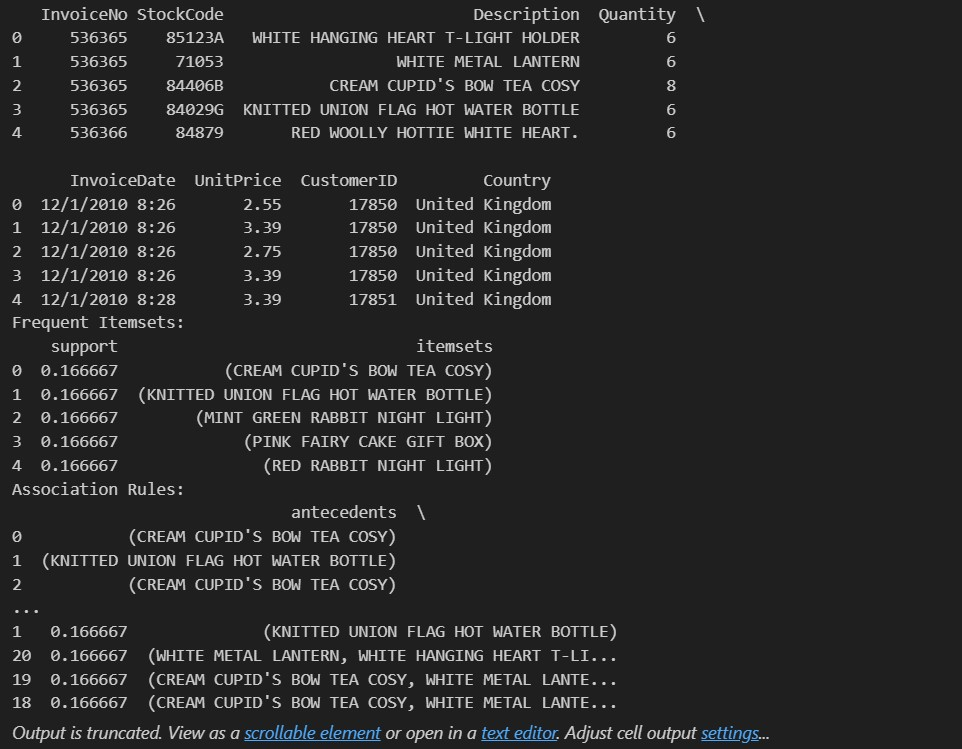 InvoiceNo StockCode Description Quantity \
0 536365 85123A WHITE HANGING HEART T-LIGHT HOLDER 6
1 536365 71053 WHITE METAL LANTERN 6
2 536365 84406B CREAM CUPID'S BOW TEA COSY 8
3 536365 84029G KNITTED UNION FLAG HOT WATER BOTTLE 6
4 536366 84879 RED WOOLLY HOTTIE WHITE HEART. 6
InvoiceDate UnitPrice CustomerID Country
0 12/1/2010 8:26 2.55 17850 United Kingdom
1 12/1/2010 8:26 3.39 17850 United Kingdom
2 12/1/2010 8:26 2.75 17850 United Kingdom
3 12/1/2010 8:26 3.39 17850 United Kingdom
4 12/1/2010 8:28 3.39 17851 United Kingdom
Frequent Itemsets:
support itemsets
0 0.166667 (CREAM CUPID'S BOW TEA COSY)
1 0.166667 (KNITTED UNION FLAG HOT WATER BOTTLE)
2 0.166667 (MINT GREEN RABBIT NIGHT LIGHT)
3 0.166667 (PINK FAIRY CAKE GIFT BOX)
4 0.166667 (RED RABBIT NIGHT LIGHT)
Association Rules:
antecedents \
0 (CREAM CUPID'S BOW TEA COSY)
1 (KNITTED UNION FLAG HOT WATER BOTTLE)
2 (CREAM CUPID'S BOW TEA COSY)
...
1 0.166667 (KNITTED UNION FLAG HOT WATER BOTTLE)
20 0.166667 (WHITE METAL LANTERN, WHITE HANGING HEART T-LI...
19 0.166667 (CREAM CUPID'S BOW TEA COSY, WHITE METAL LANTE...
18 0.166667 (CREAM CUPID'S BOW TEA COSY, WHITE METAL LANTE...
Output is truncated. View as a scrollable element or open in a text editor. Adjust cell output settings...